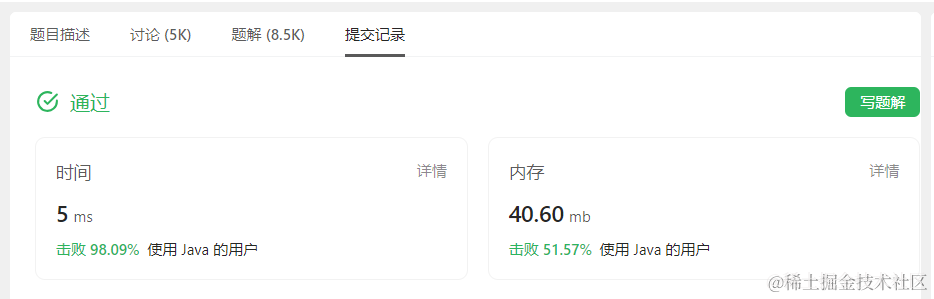 题目描述 讨论 (5K) 题解 (8.5K) 提交记录
通过 写题解
时间 详情 内存 详情
5 ms 40.60 mb
击败 98.09% 使用 Java 的用户 击败 51.57% 使用 Java 的用户
@稀土掘金技术社区